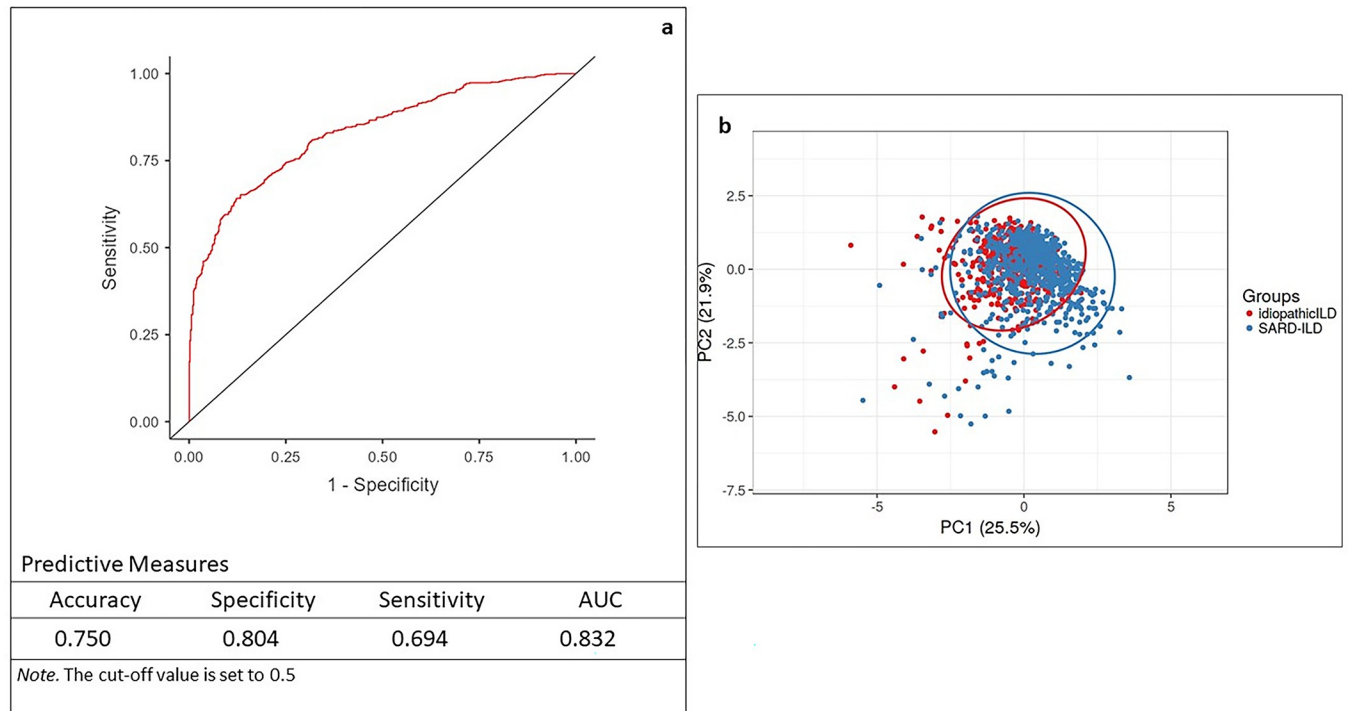 a
1.00
0.75
0.50
0.25
0.00
Sensitivity
0.00 0.25 0.50 0.75 1.00
1 - Specificity
Predictive Measures
Accuracy Specificity Sensitivity AUC
0.750 0.804 0.694 0.832
Note. The cut-off value is set to 0.5
b
2.5
0.0
-2.5
-5.0
-7.5
PC2 (21.9%)
-5 0 5
PC1 (25.5%)
Groups
idiopathicILD
SARD-ILD